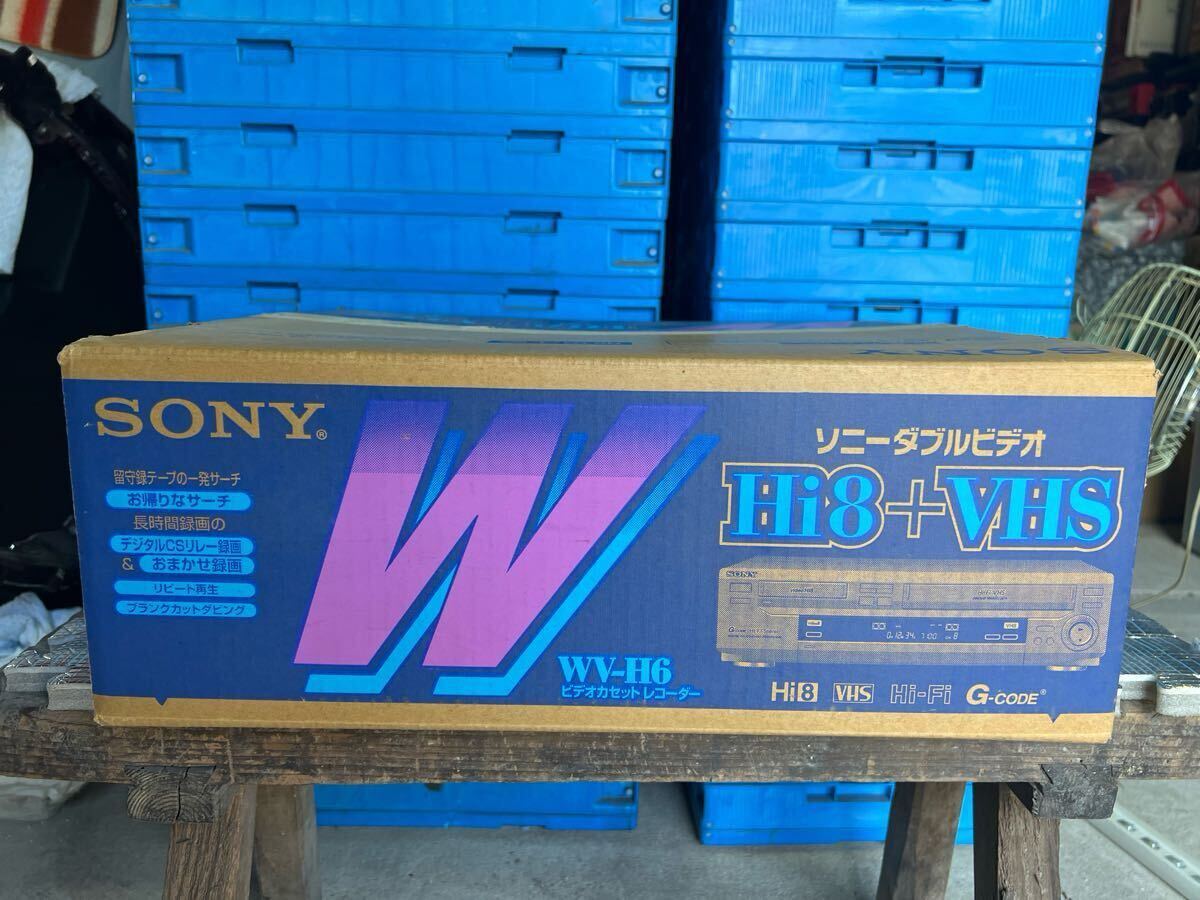 SONY
SONY®
留守録テープの一発サーチ
お帰りなサーチ
長時間録画の
デジタルCSリレー録画
& おまかせ録画
リピート再生
ブランクカットダビング
W
WV-H6
ビデオカセットレコーダー
ソニーダブルビデオ
Hi8+VHS
SONY
Hi8 VHS Hi-Fi G-CODE®